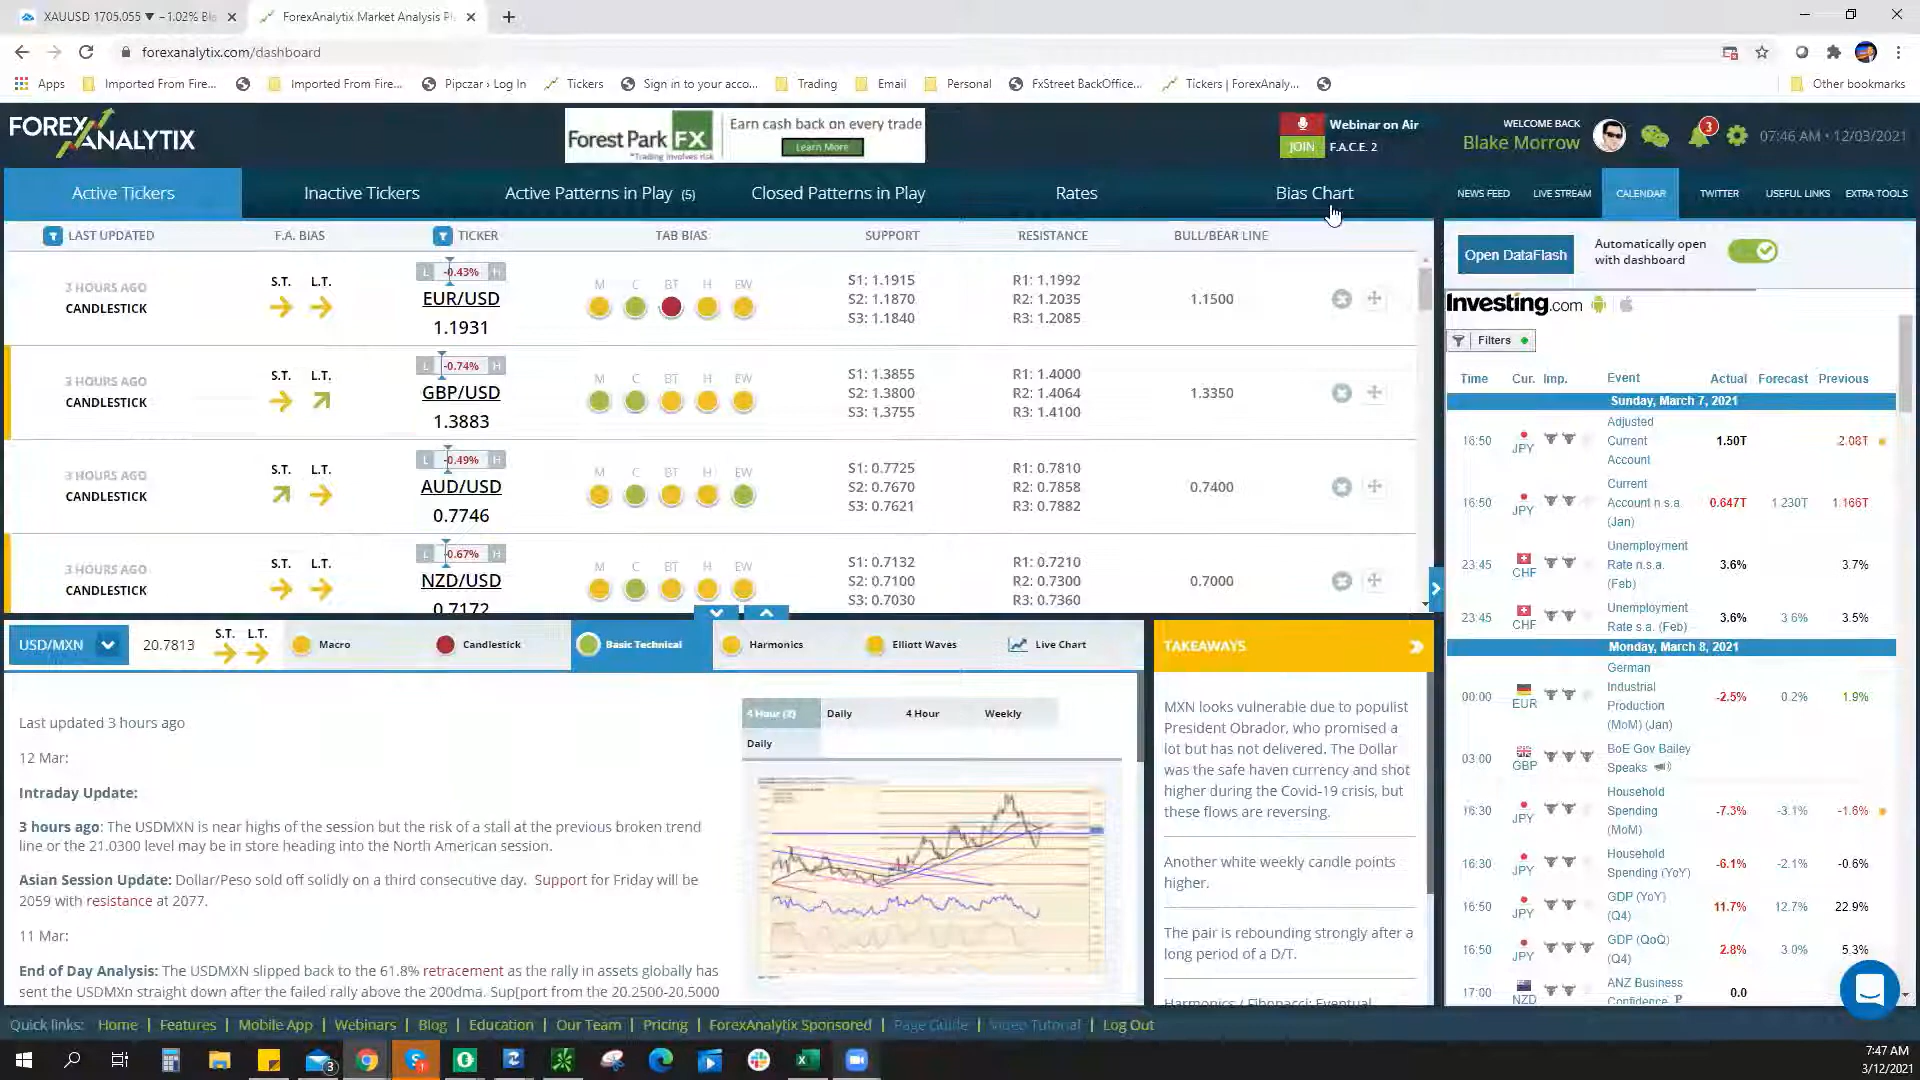 XAUUSD 1705.055 ▼ −1.02% Bl
ForexAnalytix Market Analysis Pl
forexanalytix.com/dashboard
Apps
Imported From Fire...
Imported From Fire...
Pipczar › Log In
Tickers
Sign in to your acco...
Trading
Email
Personal
FxStreet BackOffice...
Tickers | ForexAnaly...
Other bookmarks
FOREX ANALYTIX
Forest Park FX
*Trading involves risk
Earn cash back on every trade
Learn More
JOIN
Webinar on Air
F.A.C.E. 2
WELCOME BACK
Blake Morrow
3
07:46 AM • 12/03/2021
Active Tickers
Inactive Tickers
Active Patterns in Play (5)
Closed Patterns in Play
Rates
Bias Chart
NEWS FEED
LIVE STREAM
CALENDAR
TWITTER
USEFUL LINKS
EXTRA TOOLS
LAST UPDATED
F.A. BIAS
TICKER
TAB BIAS
SUPPORT
RESISTANCE
BULL/BEAR LINE
3 HOURS AGO
CANDLESTICK
S.T. L.T.
L -0.43% H
EUR/USD
1.1931
M C BT H EW
S1: 1.1915
S2: 1.1870
S3: 1.1840
R1: 1.1992
R2: 1.2035
R3: 1.2085
1.1500
3 HOURS AGO
CANDLESTICK
S.T. L.T.
L -0.74% H
GBP/USD
1.3883
M C BT H EW
S1: 1.3855
S2: 1.3800
S3: 1.3755
R1: 1.4000
R2: 1.4064
R3: 1.4100
1.3350
3 HOURS AGO
CANDLESTICK
S.T. L.T.
L -0.49% H
AUD/USD
0.7746
M C BT H EW
S1: 0.7725
S2: 0.7670
S3: 0.7621
R1: 0.7810
R2: 0.7858
R3: 0.7882
0.7400
3 HOURS AGO
CANDLESTICK
S.T. L.T.
L -0.67% H
NZD/USD
0.7172
M C BT H EW
S1: 0.7132
S2: 0.7100
S3: 0.7030
R1: 0.7210
R2: 0.7300
R3: 0.7360
0.7000
USD/MXN
20.7813
S.T. L.T.
Macro
Candlestick
Basic Technical
Harmonics
Elliott Waves
Live Chart
Last updated 3 hours ago
12 Mar:
Intraday Update:
3 hours ago: The USDMXN is near highs of the session but the risk of a stall at the previous broken trend
line or the 21.0300 level may be in store heading into the North American session.
Asian Session Update: Dollar/Peso sold off solidly on a third consecutive day. Support for Friday will be
2059 with resistance at 2077.
11 Mar:
End of Day Analysis: The USDMXN slipped back to the 61.8% retracement as the rally in assets globally has
sent the USDMXn straight down after the failed rally above the 200dma. Sup[port from the 20.2500-20.5000
4 Hour (2)
Daily
4 Hour
Weekly
Daily
TAKEAWAYS
MXN looks vulnerable due to populist
President Obrador, who promised a
lot but has not delivered. The Dollar
was the safe haven currency and shot
higher during the Covid-19 crisis, but
these flows are reversing.
Another white weekly candle points
higher.
The pair is rebounding strongly after a
long period of a D/T.
Harmonics / Fibonacci: Eventual
Open DataFlash
Automatically open
with dashboard
Investing.com
Filters
Time Cur. Imp. Event Actual Forecast Previous
Sunday, March 7, 2021
16:50 JPY Adjusted Current Account 1.50T 2.08T
16:50 JPY Current Account n.s.a. (Jan) 0.647T 1.230T 1.166T
23:45 CHF Unemployment Rate n.s.a. (Feb) 3.6% 3.7%
23:45 CHF Unemployment Rate s.a. (Feb) 3.6% 3.6% 3.5%
Monday, March 8, 2021
00:00 EUR German Industrial Production (MoM) (Jan) -2.5% 0.2% 1.9%
03:00 GBP BoE Gov Bailey Speaks
16:30 JPY Household Spending (MoM) -7.3% -3.1% -1.6%
16:30 JPY Household Spending (YoY) -6.1% -2.1% -0.6%
16:50 JPY GDP (YoY) (Q4) 11.7% 12.7% 22.9%
16:50 JPY GDP (QoQ) (Q4) 2.8% 3.0% 5.3%
17:00 NZD ANZ Business Confidence P 0.0
Quick links: Home | Features | Mobile App | Webinars | Blog | Education | Our Team | Pricing | ForexAnalytix Sponsored | Page Guide | Video Tutorial | Log Out
3
1
7:47 AM
3/12/2021